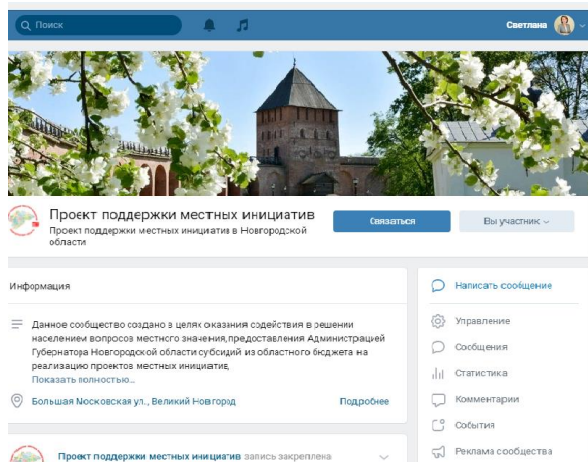 Поиск
Светлана
Проект поддержки местных инициатив
Проект поддержки местных инициатив в Новгородской
области
Связаться
Вы участник
Информация
Данное сообщество создано в целях оказания содействия в решении
населением вопросов местного значения,предоставления Администрацией
Губернатора Новгородской области субсидий из областного бюджета на
реализацию проектов местных инициатив,
Показать полностью...
Большая Московская ул., Великий Новгород
Подробнее
Проект поддержки местных инициатив запись закреплена
Написать сообщение
Управление
Сообщения
Статистика
Комментарии
События
Реклама сообщества